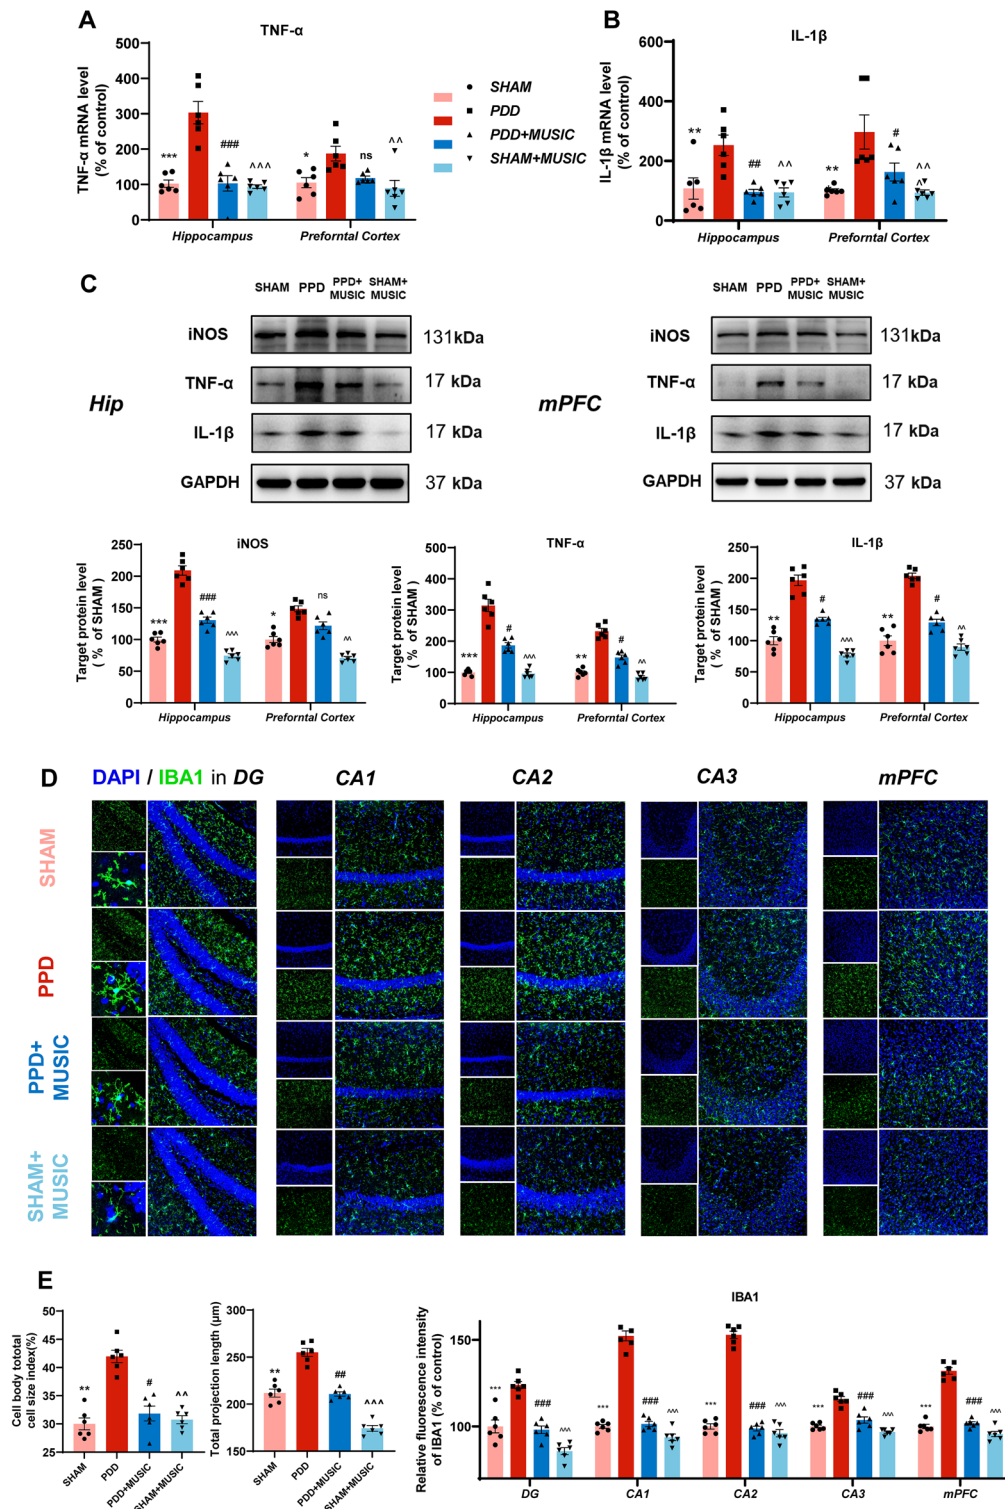 A
TNF-α
TNF-α mRNA level
(% of control)
500
400
300
200
100
0
***
###
^^^
*
ns
^^
Hippocampus
Preforntal Cortex
SHAM
PDD
PDD+MUSIC
SHAM+MUSIC
B
IL-1β
IL-1β mRNA level
(% of control)
600
400
200
0
**
##
^^
**
#
^^
^
Hippocampus
Preforntal Cortex
C
SHAM PPD PPD+ MUSIC SHAM+ MUSIC
iNOS 131kDa
TNF-α 17 kDa
Hip
IL-1β 17 kDa
GAPDH 37 kDa
SHAM PPD PPD+ MUSIC SHAM+ MUSIC
iNOS 131kDa
TNF-α 17 kDa
mPFC
IL-1β 17 kDa
GAPDH 37 kDa
iNOS
Target protein level
( % of SHAM )
250
200
150
100
50
0
***
###
^^^
*
ns
^^
Hippocampus
Preforntal Cortex
TNF-α
Target protein level
( % of SHAM )
500
400
300
200
100
0
***
#
^^^
**
#
^^
Hippocampus
Preforntal Cortex
IL-1β
Target protein level
( % of SHAM )
250
200
150
100
50
0
**
#
^^^
**
#
^^
Hippocampus
Preforntal Cortex
D
DAPI / IBA1 in DG
CA1
CA2
CA3
mPFC
SHAM
PPD
PPD+
MUSIC
SHAM+
MUSIC
E
Cell body tototal
cell size index(%)
50
45
40
35
30
25
**
#
^^
SHAM
PDD
PDD+MUSIC
SHAM+MUSIC
Total projection length (μm)
300
250
200
150
**
##
^^^
SHAM
PDD
PDD+MUSIC
SHAM+MUSIC
IBA1
Relative fluorescence intensity
of IBA1 (% of control)
150
100
***
###
^^^
***
###
^^^
***
###
^^^
***
###
^^^
***
###
^^^
DG
CA1
CA2
CA3
mPFC